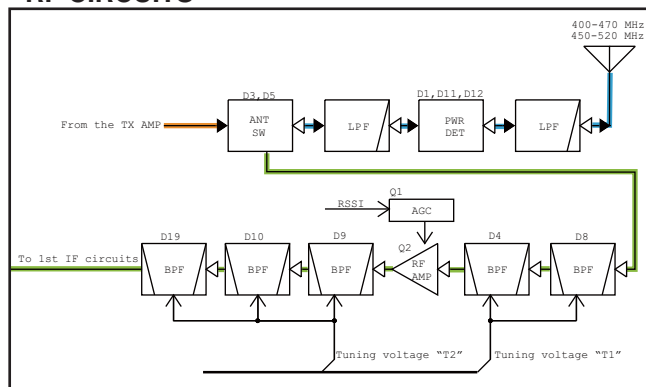 RF CIRCUITS
400-470 MHz
450-520 MHz
D3,D5
D1,D11,D12
From the TX AMP
ANT
SW
LPF
PWR
DET
LPF
Q1
RSSI
AGC
D19
D10
D9
Q2
D4
D8
To 1st IF circuits
BPF
BPF
BPF
RF
AMP
BPF
BPF
Tuning voltage "T2"
Tuning voltage "T1"